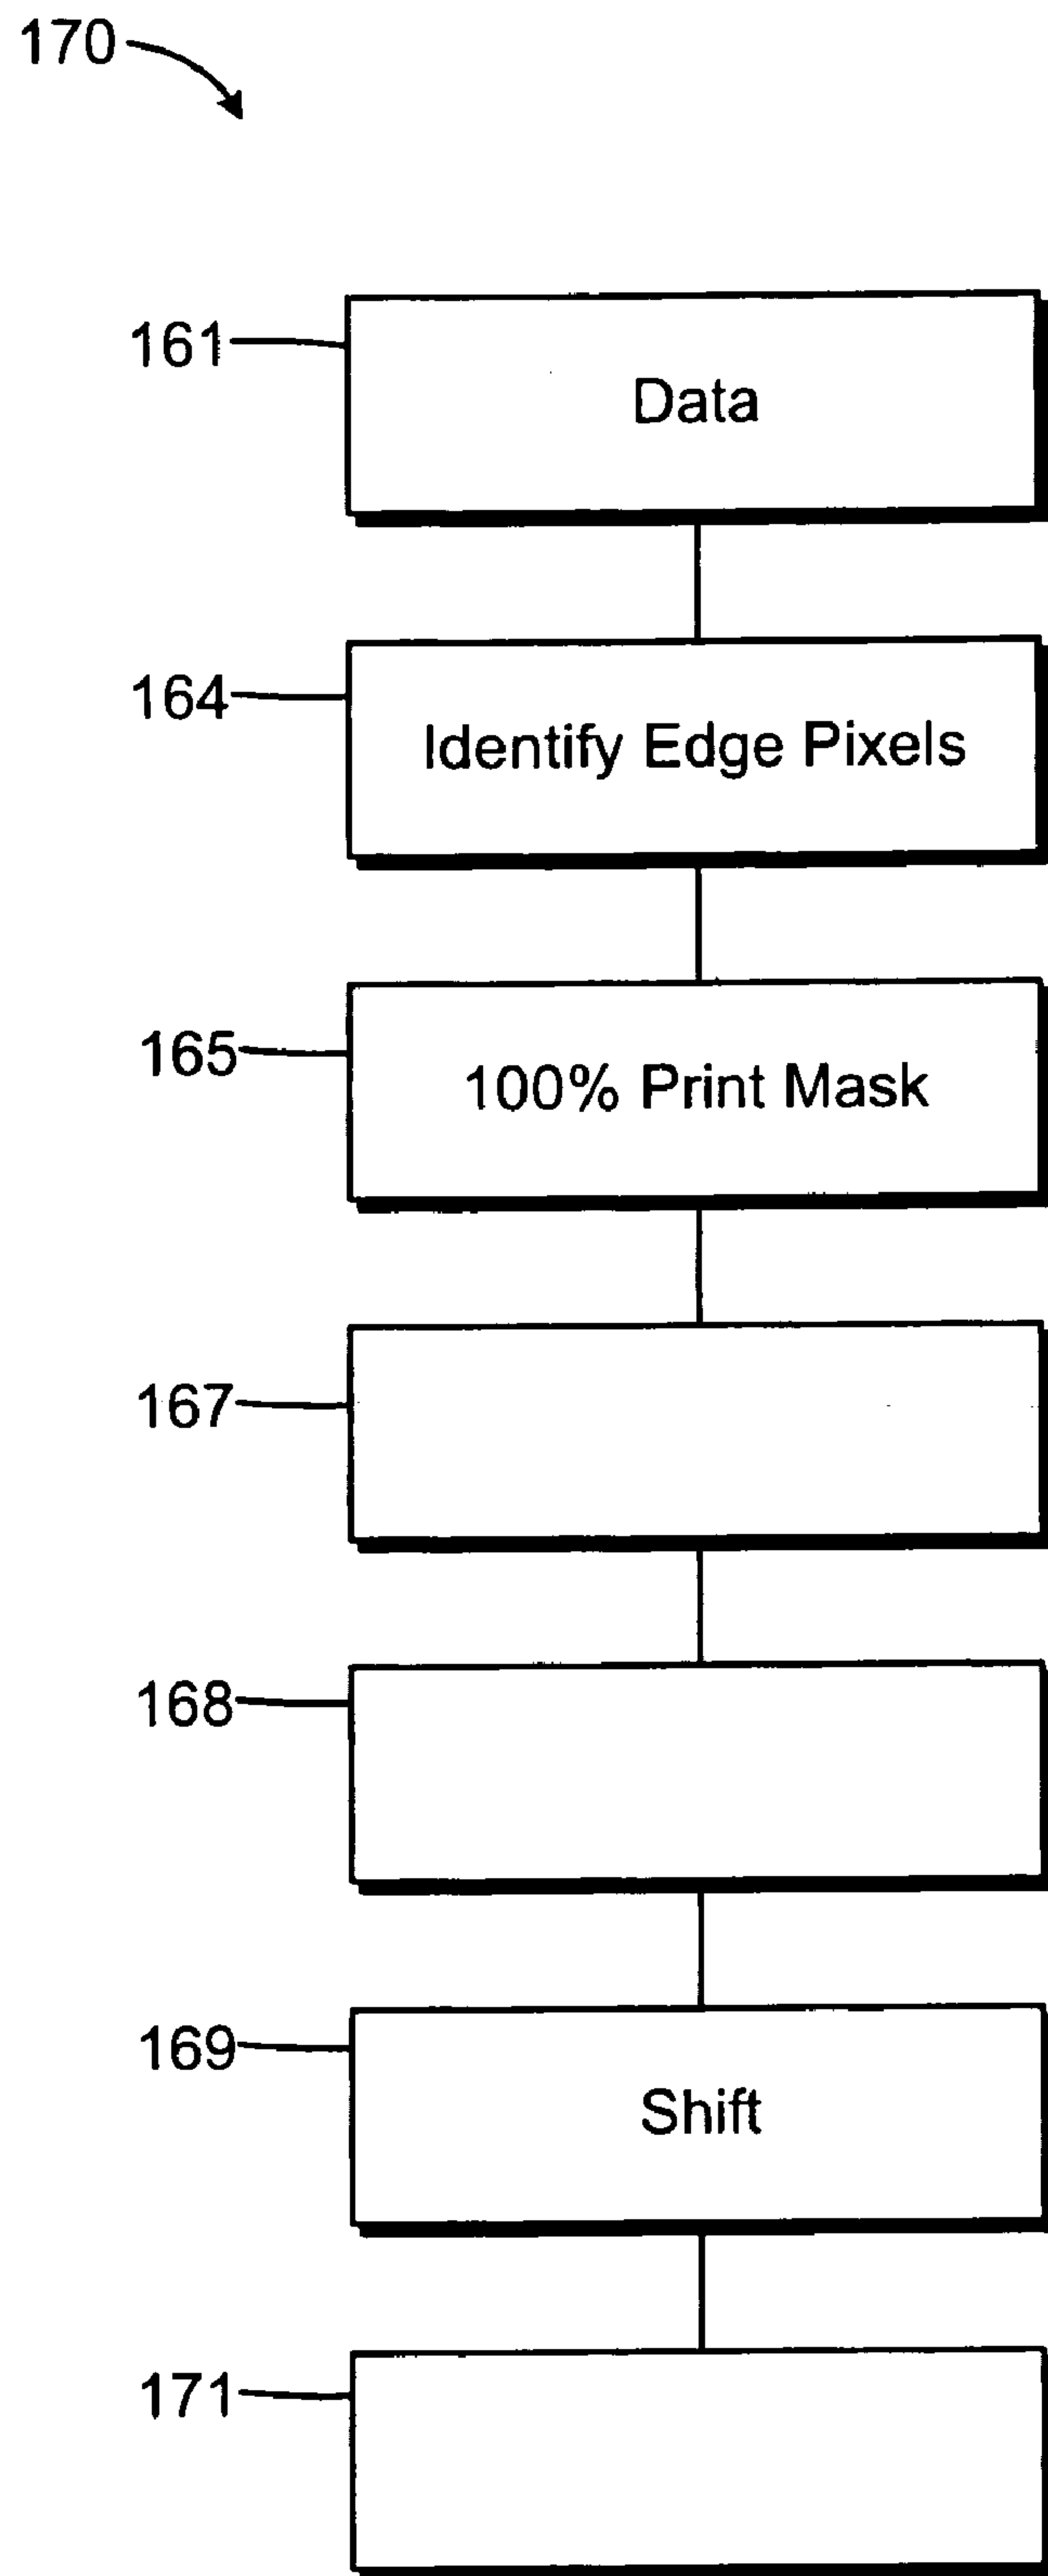 170
161
Data
164
Identify Edge Pixels
165
100% Print Mask
167
168
169
Shift
171